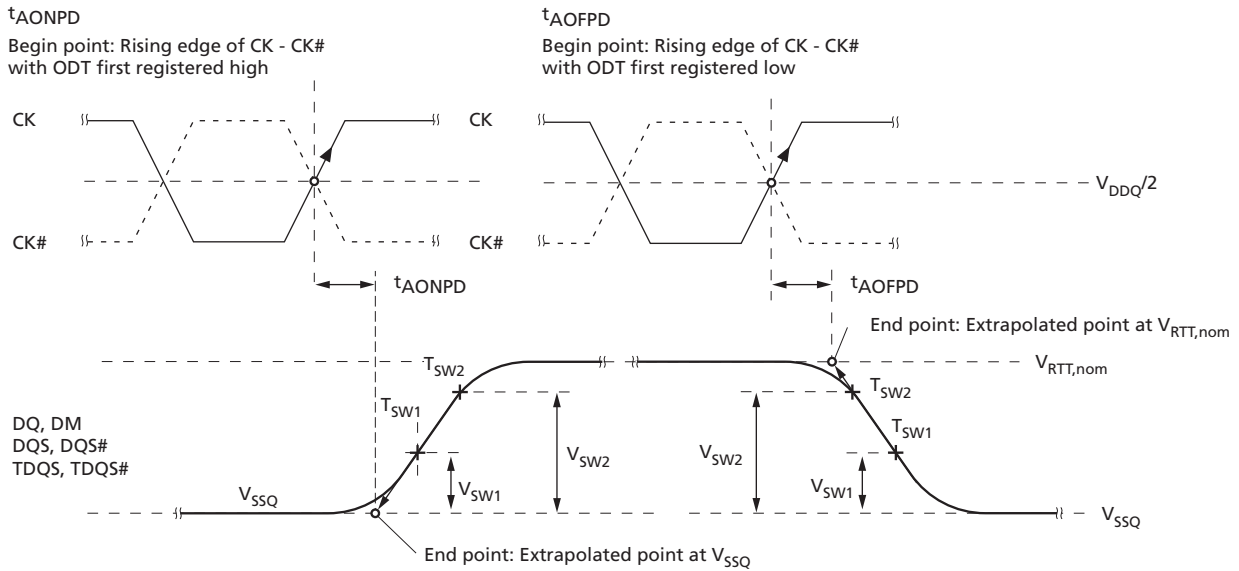 tAONPD
Begin point: Rising edge of CK - CK#
with ODT first registered high
tAOFPD
Begin point: Rising edge of CK - CK#
with ODT first registered low
CK
CK
VDDQ/2
CK#
CK#
tAONPD
tAOFPD
End point: Extrapolated point at VRTT,nom
VRTT,nom
TSW2
TSW2
TSW1
TSW1
DQ, DM
DQS, DQS#
TDQS, TDQS#
VSW2
VSW2
VSW1
VSW1
VSSQ
VSSQ
End point: Extrapolated point at VSSQ